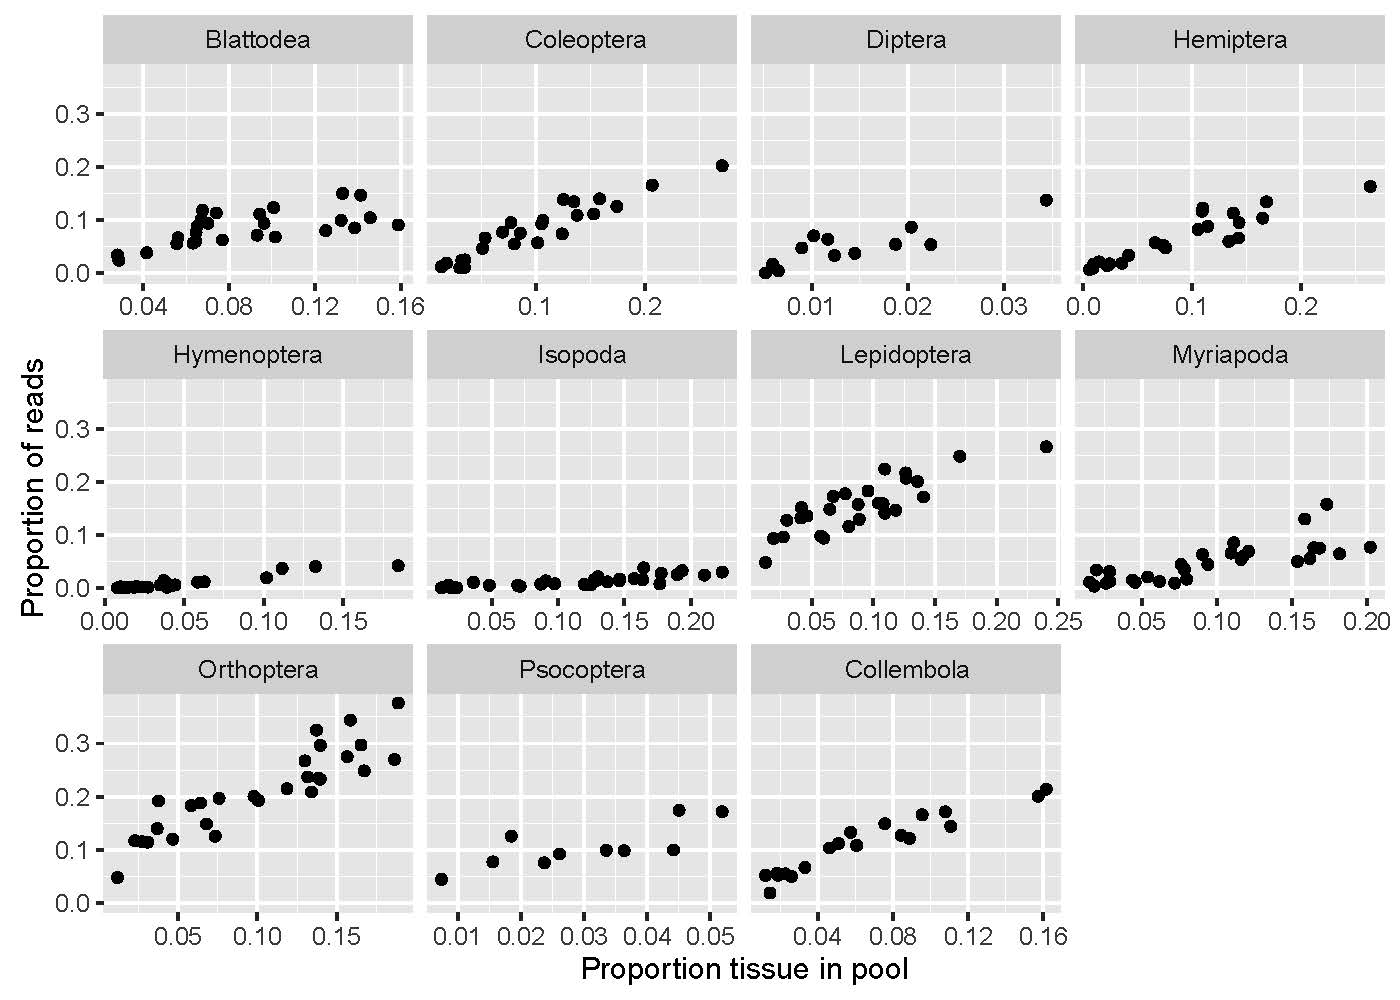 Blattodea Coleoptera Diptera Hemiptera
0.3
0.2
0.1
0.0
0.04 0.08 0.12 0.16 0.1 0.2 0.01 0.02 0.03 0.0 0.1 0.2
Hymenoptera Isopoda Lepidoptera Myriapoda
0.3
0.2
0.1
0.0
0.00 0.05 0.10 0.15 0.05 0.10 0.15 0.20 0.05 0.10 0.15 0.20 0.25 0.05 0.10 0.15 0.20
Proportion of reads
Orthoptera Psocoptera Collembola
0.3
0.2
0.1
0.0
0.05 0.10 0.15 0.01 0.02 0.03 0.04 0.05 0.04 0.08 0.12 0.16
Proportion tissue in pool